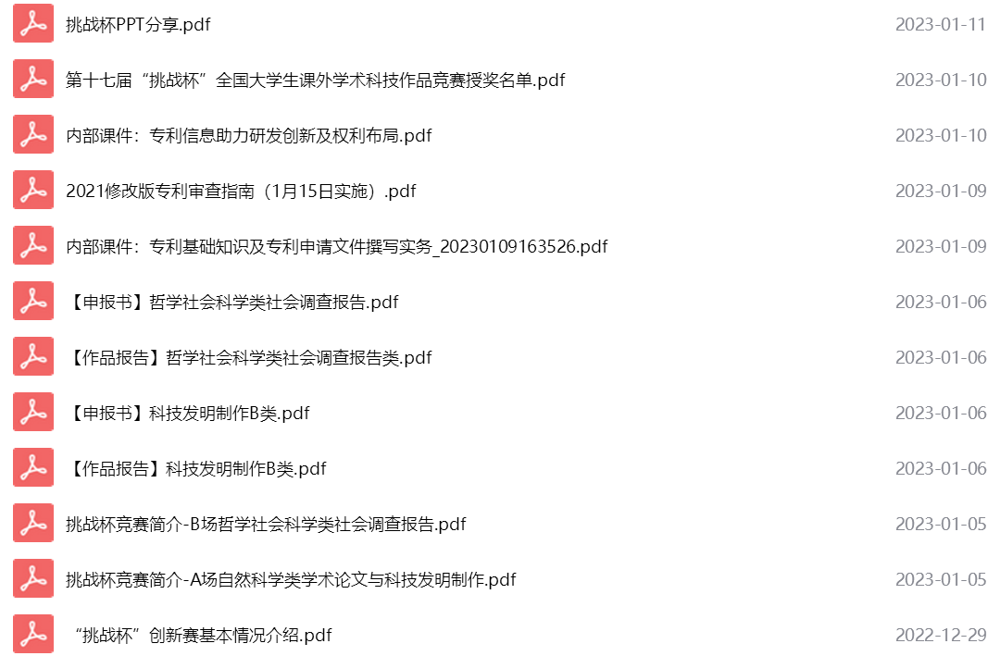 挑战杯PPT分享.pdf 2023-01-11
第十七届“挑战杯”全国大学生课外学术科技作品竞赛授奖名单.pdf 2023-01-10
内部课件：专利信息助力研发创新及权利布局.pdf 2023-01-10
2021修改版专利审查指南（1月15日实施）.pdf 2023-01-09
内部课件：专利基础知识及专利申请文件撰写实务_20230109163526.pdf 2023-01-09
【申报书】哲学社会科学类社会调查报告.pdf 2023-01-06
【作品报告】哲学社会科学类社会调查报告类.pdf 2023-01-06
【申报书】科技发明制作B类.pdf 2023-01-06
【作品报告】科技发明制作B类.pdf 2023-01-06
挑战杯竞赛简介-B场哲学社会科学类社会调查报告.pdf 2023-01-05
挑战杯竞赛简介-A场自然科学类学术论文与科技发明制作.pdf 2023-01-05
“挑战杯”创新赛基本情况介绍.pdf 2022-12-29